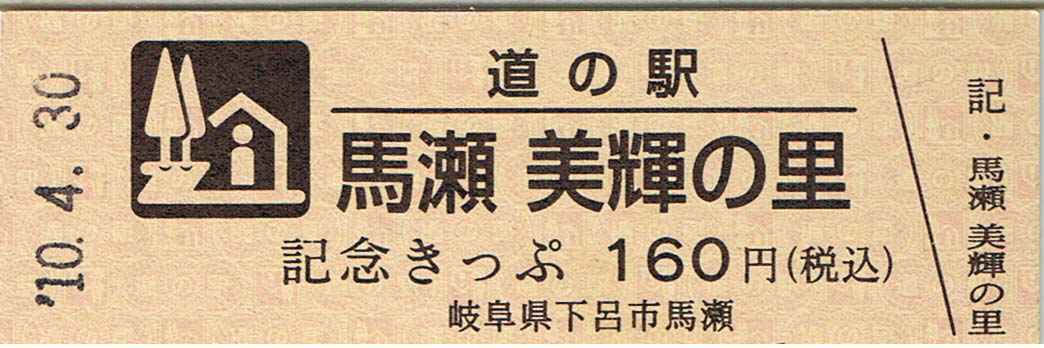 '10. 4. 30
道の駅
馬瀬 美輝の里
記念きっぷ 160円(税込)
岐阜県下呂市馬瀬
記・馬瀬 美輝の里